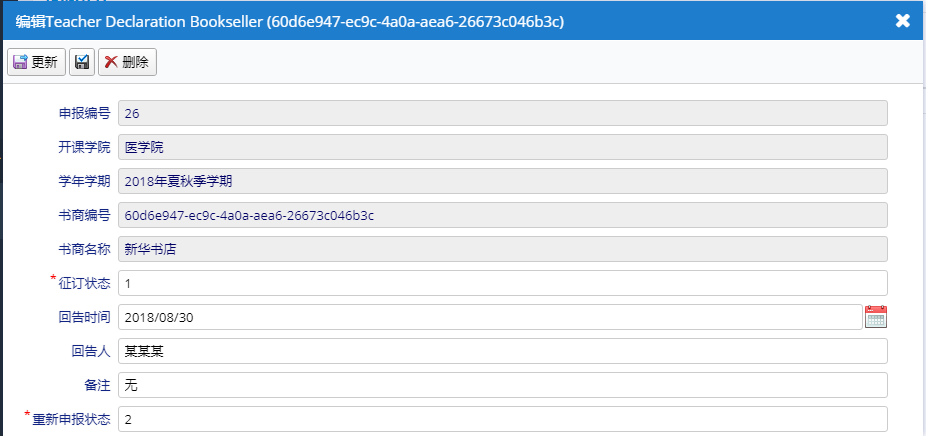 编辑Teacher Declaration Bookseller (60d6e947-ec9c-4a0a-aea6-26673c046b3c)
更新 删除
申报编号 26
开课学院 医学院
学年学期 2018年夏秋季学期
书商编号 60d6e947-ec9c-4a0a-aea6-26673c046b3c
书商名称 新华书店
*征订状态 1
回告时间 2018/08/30
回告人 某某某
备注 无
*重新申报状态 2